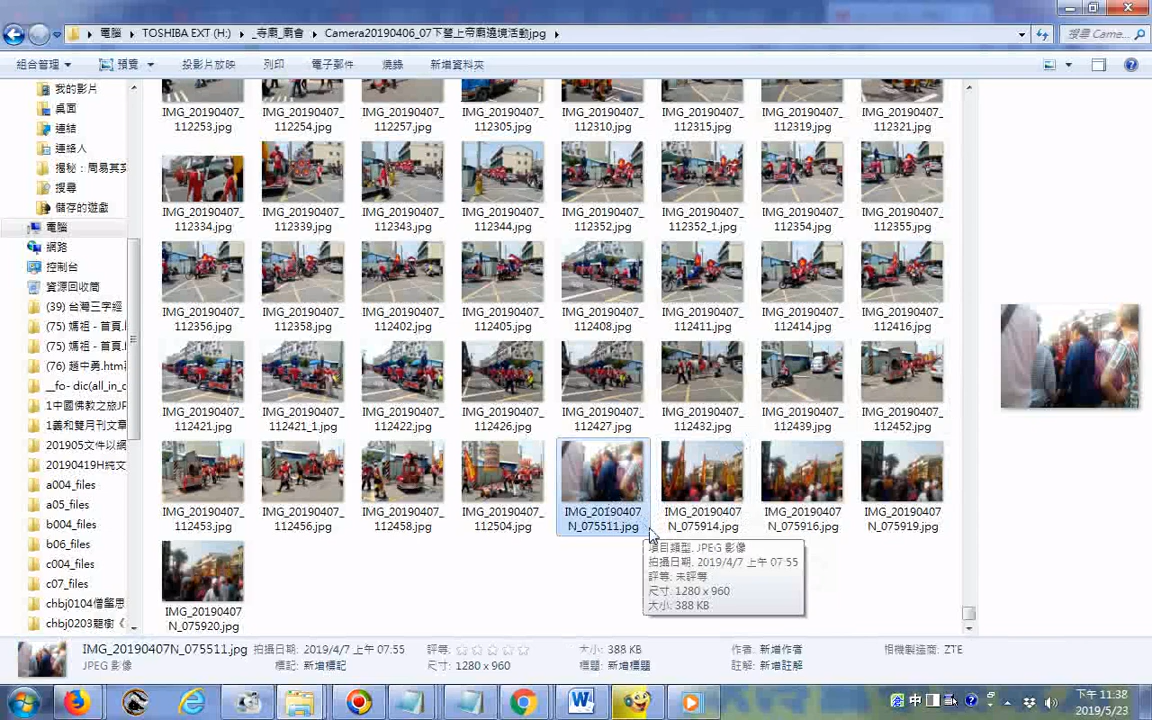 電腦 ▸ TOSHIBA EXT (H:) ▸ _寺廟_廟會 ▸ Camera20190406_07下營上帝廟遶境活動jpg ▸
搜尋 Came...
組合管理 預覽 投影片放映 列印 電子郵件 燒錄 新增資料夾
我的影片
桌面
連結
連絡人
搜尋
儲存的遊戲
電腦
網路
控制台
資源回收筒
(39) 台灣三字經
(75) 媽祖 - 首頁.h
(75) 媽祖 - 首頁.h
(76) 趙中勇.htm
__fo- dic(all_in_c
1中國佛教之旅JP
1義和雙月刊文章
201905文件以網
20190419H純文
a004_files
a05_files
b004_files
b06_files
c004_files
c07_files
chbj0104僧肇思
chbj0203龍樹《
IMG_20190407_112253.jpg IMG_20190407_112254.jpg IMG_20190407_112257.jpg IMG_20190407_112305.jpg IMG_20190407_112310.jpg IMG_20190407_112315.jpg IMG_20190407_112319.jpg IMG_20190407_112321.jpg
IMG_20190407_112334.jpg IMG_20190407_112339.jpg IMG_20190407_112343.jpg IMG_20190407_112344.jpg IMG_20190407_112352.jpg IMG_20190407_112352_1.jpg IMG_20190407_112354.jpg IMG_20190407_112355.jpg
IMG_20190407_112356.jpg IMG_20190407_112358.jpg IMG_20190407_112402.jpg IMG_20190407_112405.jpg IMG_20190407_112408.jpg IMG_20190407_112411.jpg IMG_20190407_112414.jpg IMG_20190407_112416.jpg
IMG_20190407_112421.jpg IMG_20190407_112421_1.jpg IMG_20190407_112422.jpg IMG_20190407_112426.jpg IMG_20190407_112427.jpg IMG_20190407_112432.jpg IMG_20190407_112439.jpg IMG_20190407_112452.jpg
IMG_20190407_112453.jpg IMG_20190407_112456.jpg IMG_20190407_112458.jpg IMG_20190407_112504.jpg IMG_20190407N_075511.jpg IMG_20190407N_075914.jpg IMG_20190407N_075916.jpg IMG_20190407N_075919.jpg
IMG_20190407N_075920.jpg
項目類型: JPEG 影像
拍攝日期: 2019/4/7 上午 07:55
評等: 未評等
尺寸: 1280 x 960
大小: 388 KB
IMG_20190407N_075511.jpg 拍攝日期: 2019/4/7 上午 07:55 評等: ☆☆☆☆☆ 大小: 388 KB 作者: 新增作者 相機製造商: ZTE
JPEG 影像 標記: 新增標記 尺寸: 1280 x 960 標題: 新增標題 註解: 新增註解
中
下午 11:38
2019/5/23